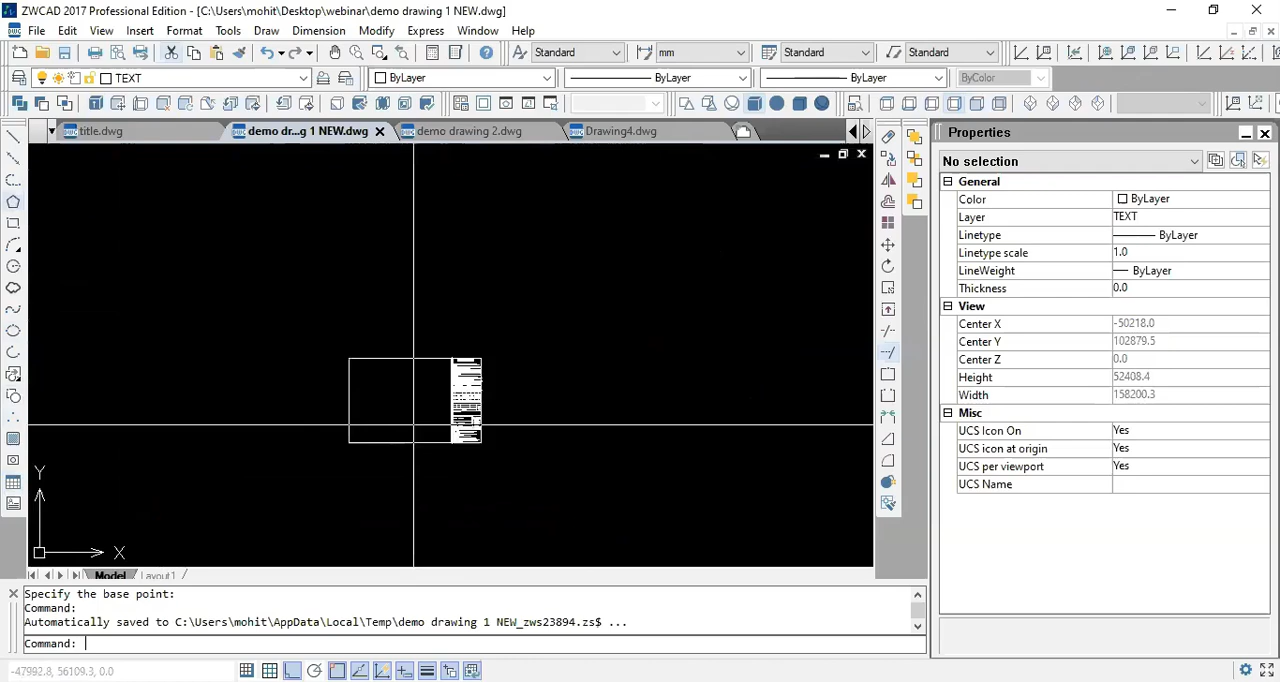 ZWCAD 2017 Professional Edition - [C:\Users\mohit\Desktop\webinar\demo drawing 1 NEW.dwg]
File Edit View Insert Format Tools Draw Dimension Modify Express Window Help
Standard mm Standard Standard
TEXT ByLayer ByLayer ByLayer ByColor
title.dwg demo dr...g 1 NEW.dwg demo drawing 2.dwg Drawing4.dwg
Properties
No selection
General
Color ByLayer
Layer TEXT
Linetype ByLayer
Linetype scale 1.0
LineWeight ByLayer
Thickness 0.0
View
Center X -50218.0
Center Y 102879.5
Center Z 0.0
Height 52408.4
Width 158200.3
Misc
UCS Icon On Yes
UCS icon at origin Yes
UCS per viewport Yes
UCS Name
Y
X
Model Layout1
Specify the base point:
Command:
Automatically saved to C:\Users\mohit\AppData\Local\Temp\demo drawing 1 NEW_zws23894.zs$ ...
Command:
-47992.8, 56109.3, 0.0